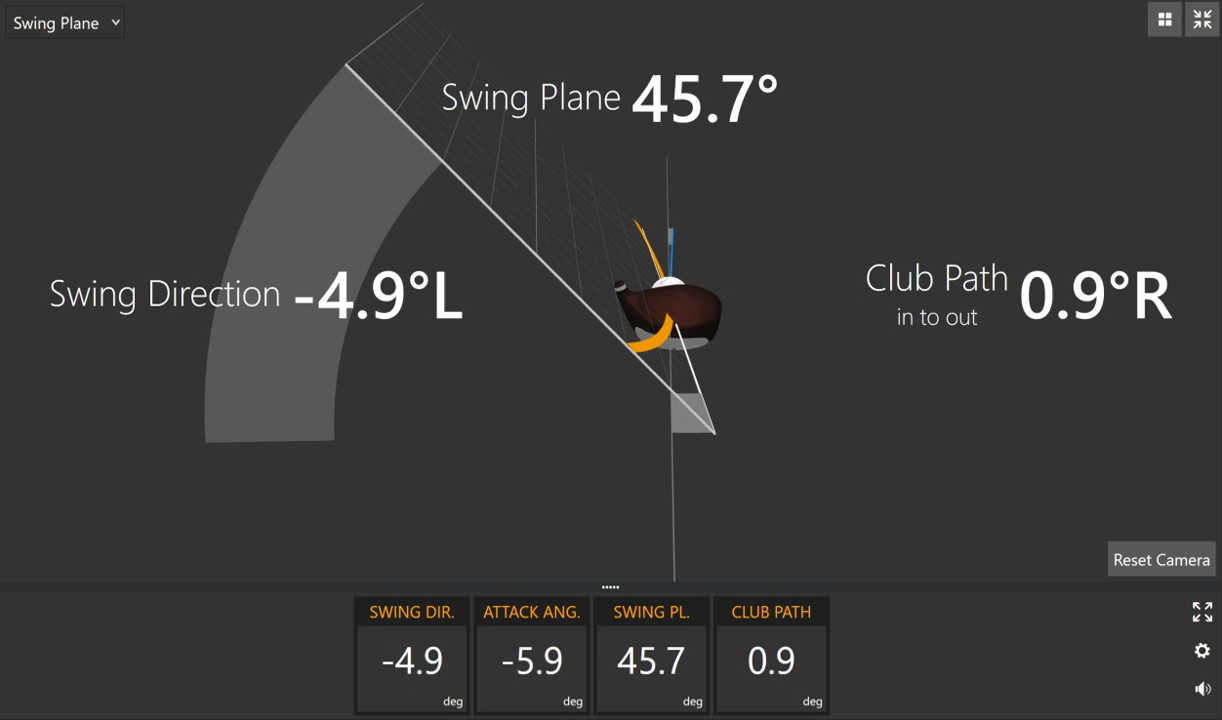 Swing Plane
Swing Plane 45.7°
Swing Direction -4.9°L
Club Path 0.9°R
in to out
Reset Camera
SWING DIR. ATTACK ANG. SWING PL. CLUB PATH
-4.9 -5.9 45.7 0.9
deg deg deg deg